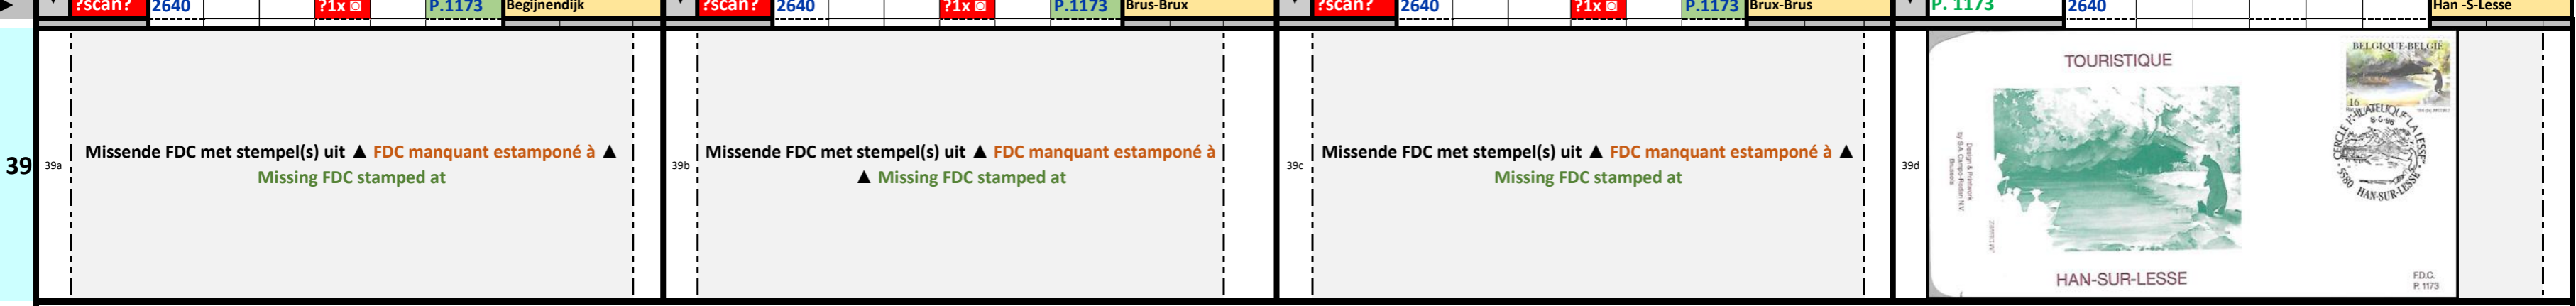 ?scan? 2640 ?1x P.1173 Begijnendijk ?scan? 2640 ?1x P.1173 Brus-Brux ?scan? 2640 ?1x P.1173 Brux-Brus P. 1173 2640 Han -S-Lesse
39
39a
Missende FDC met stempel(s) uit ▲ FDC manquant estamponé à ▲
Missing FDC stamped at
39b
Missende FDC met stempel(s) uit ▲ FDC manquant estamponé à
▲ Missing FDC stamped at
39c
Missende FDC met stempel(s) uit ▲ FDC manquant estamponé à ▲
Missing FDC stamped at
39d
TOURISTIQUE
BELGIQUE-BELGIË
16
CERCLE PHILATELIQUE "LA LESSE"
5580 HAN-SUR-LESSE
Design & Printwork
Brussels
HAN-SUR-LESSE
F.D.C.
P. 1173